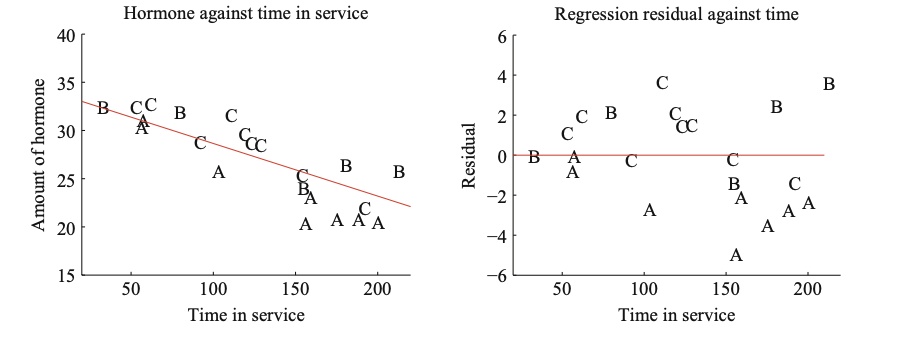 Hormone against time in service
40
35
30
25
20
15
Amount of hormone
B
C
C
A
A
B
C
C
A
C
C
C
C
B
A
A
A
B
A
C
A
B
50
100
150
200
Time in service
Regression residual against time
6
4
2
0
−2
−4
−6
Residual
B
C
A
A
C
B
C
A
C
C
C
C
C
B
A
A
A
B
A
C
A
B
50
100
150
200
Time in service